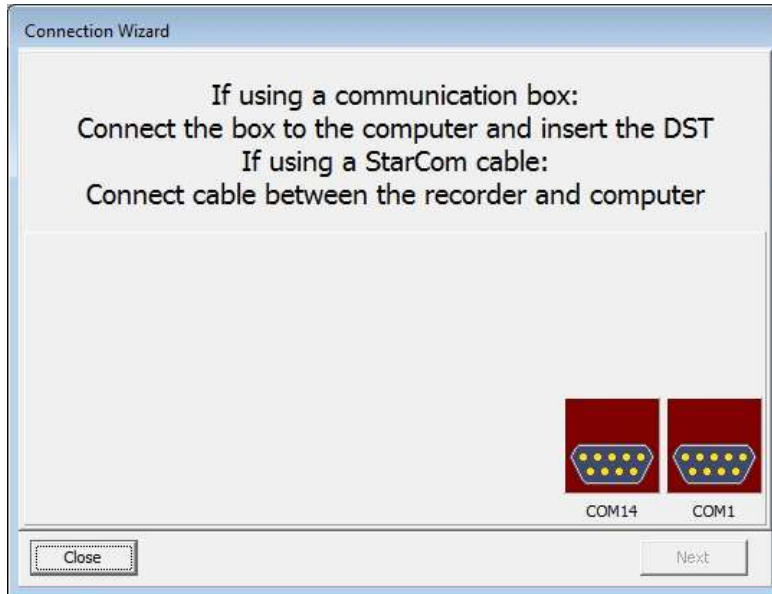 Connection Wizard
If using a communication box:
Connect the box to the computer and insert the DST
If using a StarCom cable:
Connect cable between the recorder and computer
COM14
COM1
Close
Next